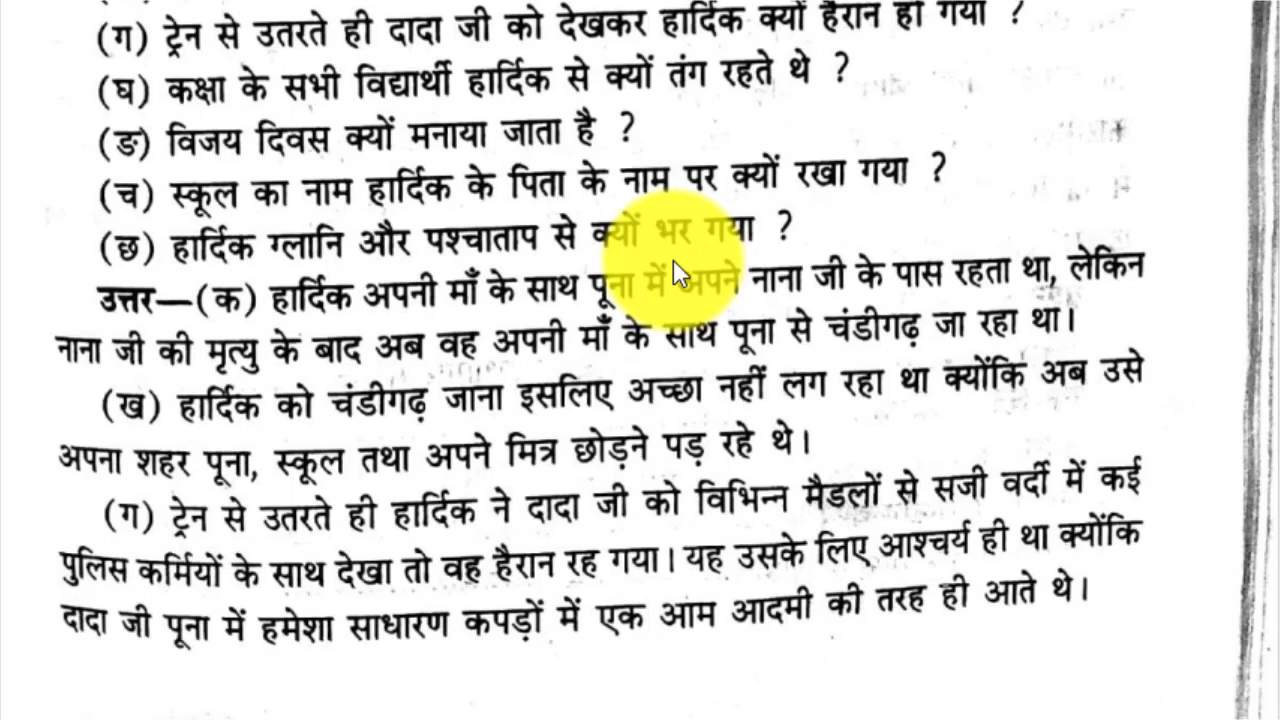 (ग) ट्रेन से उतरते ही दादा जी को देखकर हार्दिक क्यों हैरान हो गया ?
(घ) कक्षा के सभी विद्यार्थी हार्दिक से क्यों तंग रहते थे ?
(ङ) विजय दिवस क्यों मनाया जाता है ?
(च) स्कूल का नाम हार्दिक के पिता के नाम पर क्यों रखा गया ?
(छ) हार्दिक ग्लानि और पश्चाताप से क्यों भर गया ?
उत्तर—(क) हार्दिक अपनी माँ के साथ पूना में अपने नाना जी के पास रहता था, लेकिन
नाना जी की मृत्यु के बाद अब वह अपनी माँ के साथ पूना से चंडीगढ़ जा रहा था।
(ख) हार्दिक को चंडीगढ़ जाना इसलिए अच्छा नहीं लग रहा था क्योंकि अब उसे
अपना शहर पूना, स्कूल तथा अपने मित्र छोड़ने पड़ रहे थे।
(ग) ट्रेन से उतरते ही हार्दिक ने दादा जी को विभिन्न मैडलों से सजी वर्दी में कई
पुलिस कर्मियों के साथ देखा तो वह हैरान रह गया। यह उसके लिए आश्चर्य ही था क्योंकि
दादा जी पूना में हमेशा साधारण कपड़ों में एक आम आदमी की तरह ही आते थे।